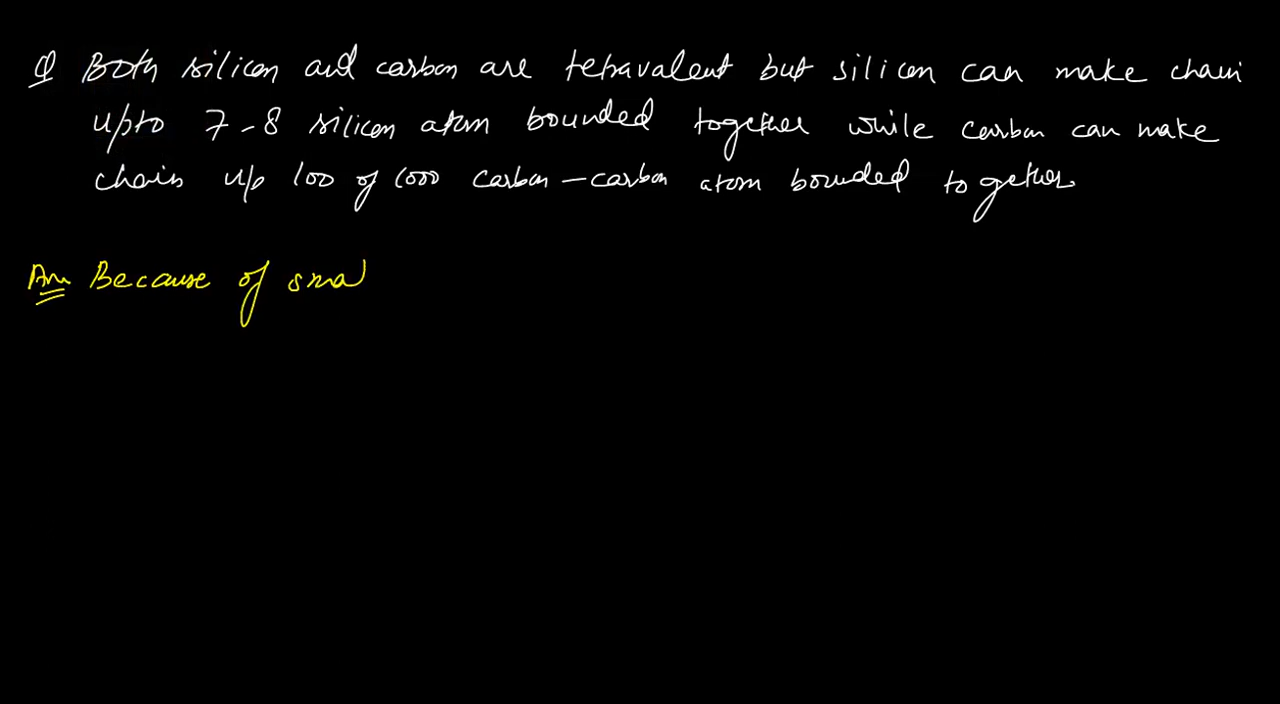 Q Both silicon and carbon are tetravalent but silicon can make chain
upto 7-8 silicon atom bounded together while carbon can make
chain up 100 of 1000 carbon-carbon atom bounded together.
Ans Because of smal